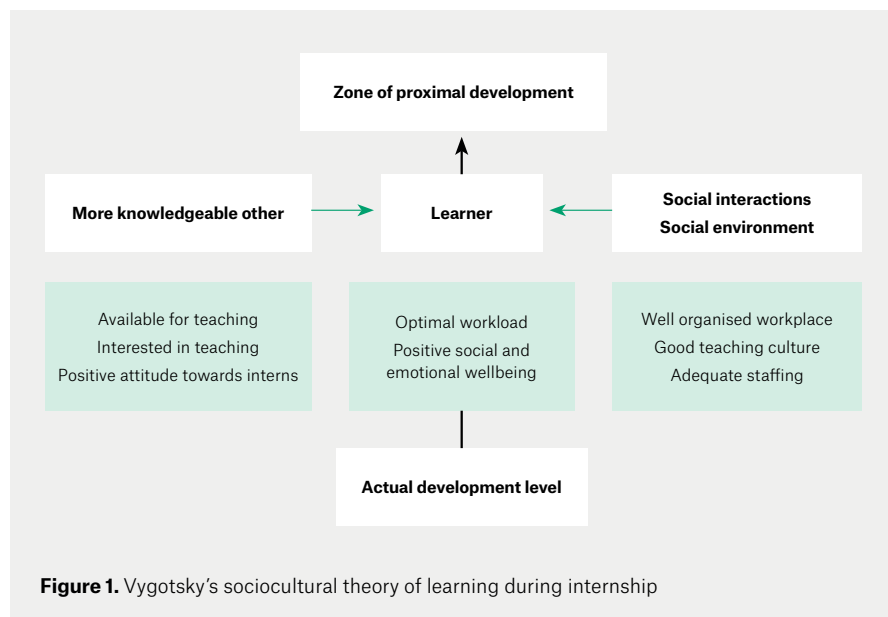 Zone of proximal development
More knowledgeable other
Learner
Social interactions
Social environment
Available for teaching
Interested in teaching
Positive attitude towards interns
Optimal workload
Positive social and
emotional wellbeing
Well organised workplace
Good teaching culture
Adequate staffing
Actual development level
Figure 1. Vygotsky’s sociocultural theory of learning during internship